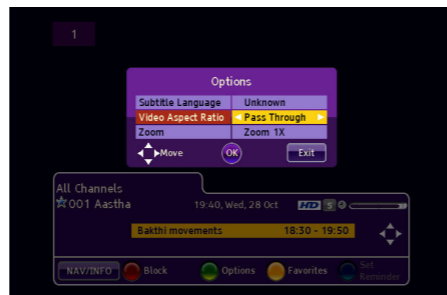 1
Options
Subtitle Language Unknown
Video Aspect Ratio Pass Through
Zoom Zoom 1X
Move OK Exit
All Channels
001 Aastha 19:40, Wed, 28 Oct HD S
Bakthi movements 18:30 - 19:50
NAV/INFO Block Options Favorites Set
Reminder